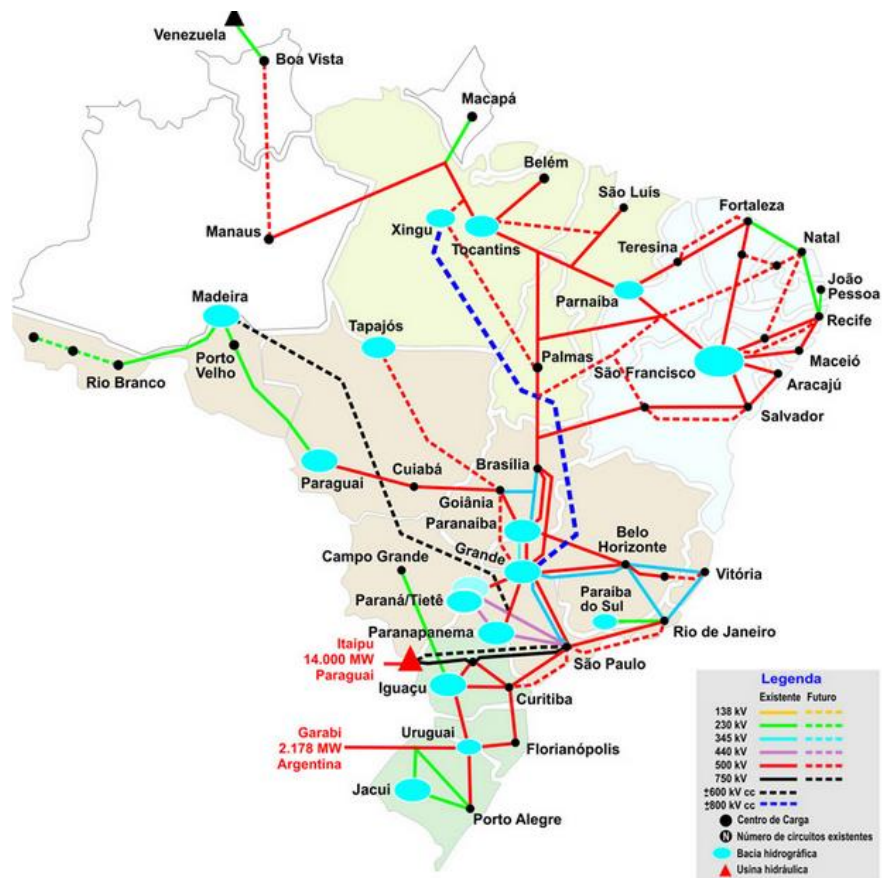 Venezuela
Boa Vista
Macapá
Belém
São Luís
Fortaleza
Manaus
Xingu
Tocantins
Teresina
Natal
Parnaíba
João
Pessoa
Madeira
Tapajós
Recife
Rio Branco
Porto
Velho
Palmas
São Francisco
Maceió
Aracajú
Salvador
Paraguai
Cuiabá
Brasília
Goiânia
Paranaiba
Campo Grande
Grande
Belo
Horizonte
Vitória
Paraná/Tietê
Paraíba
do Sul
Paranapanema
Rio de Janeiro
Itaipu
14.000 MW
Paraguai
São Paulo
Iguaçu
Curitiba
Garabi
2.178 MW
Argentina
Uruguai
Florianópolis
Jacui
Porto Alegre
Legenda
Existente Futuro
138 kV
230 kV
345 kV
440 kV
500 kV
750 kV
±600 kV cc
±800 kV cc
Centro de Carga
N Número de circuitos existentes
Bacia hidrográfica
Usina hidráulica